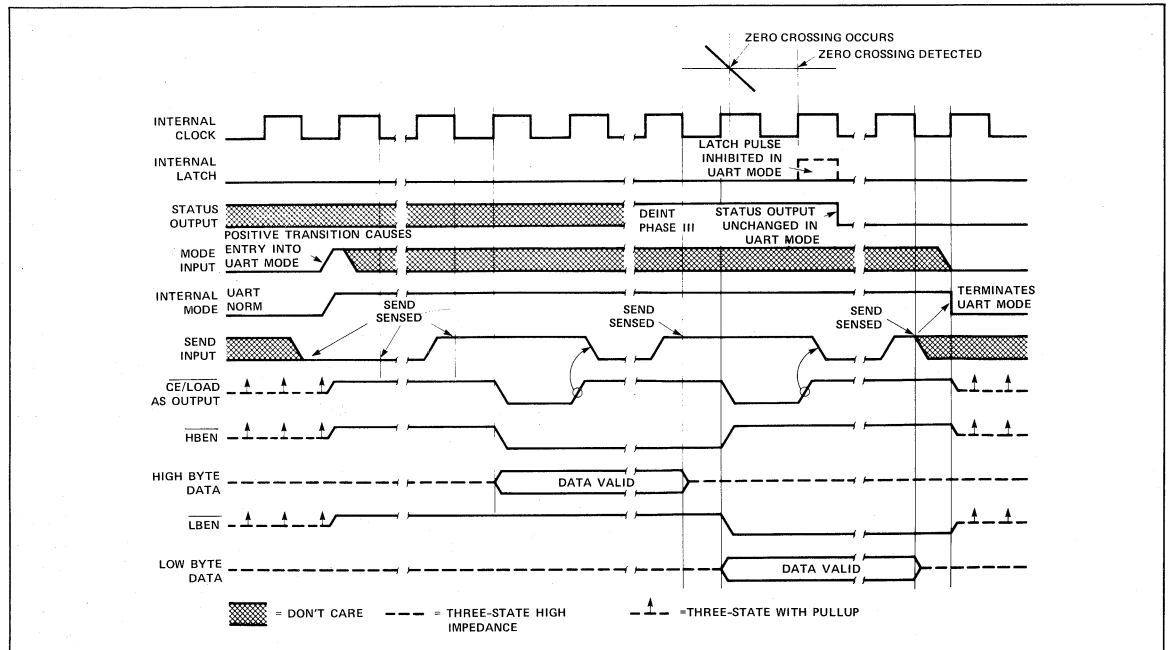 ZERO CROSSING OCCURS
ZERO CROSSING DETECTED
INTERNAL
CLOCK
LATCH PULSE
INHIBITED IN
UART MODE
INTERNAL
LATCH
STATUS
OUTPUT
DEINT
PHASE III
STATUS OUTPUT
UNCHANGED IN
UART MODE
POSITIVE TRANSITION CAUSES
ENTRY INTO
UART MODE
MODE
INPUT
INTERNAL
MODE
UART
NORM
SEND
SENSED
SEND
SENSED
SEND
SENSED
TERMINATES
UART MODE
SEND
INPUT
CE/LOAD
AS OUTPUT
HBEN
HIGH BYTE
DATA
DATA VALID
LBEN
LOW BYTE
DATA
DATA VALID
= DON'T CARE
= THREE-STATE HIGH
IMPEDANCE
=THREE-STATE WITH PULLUP